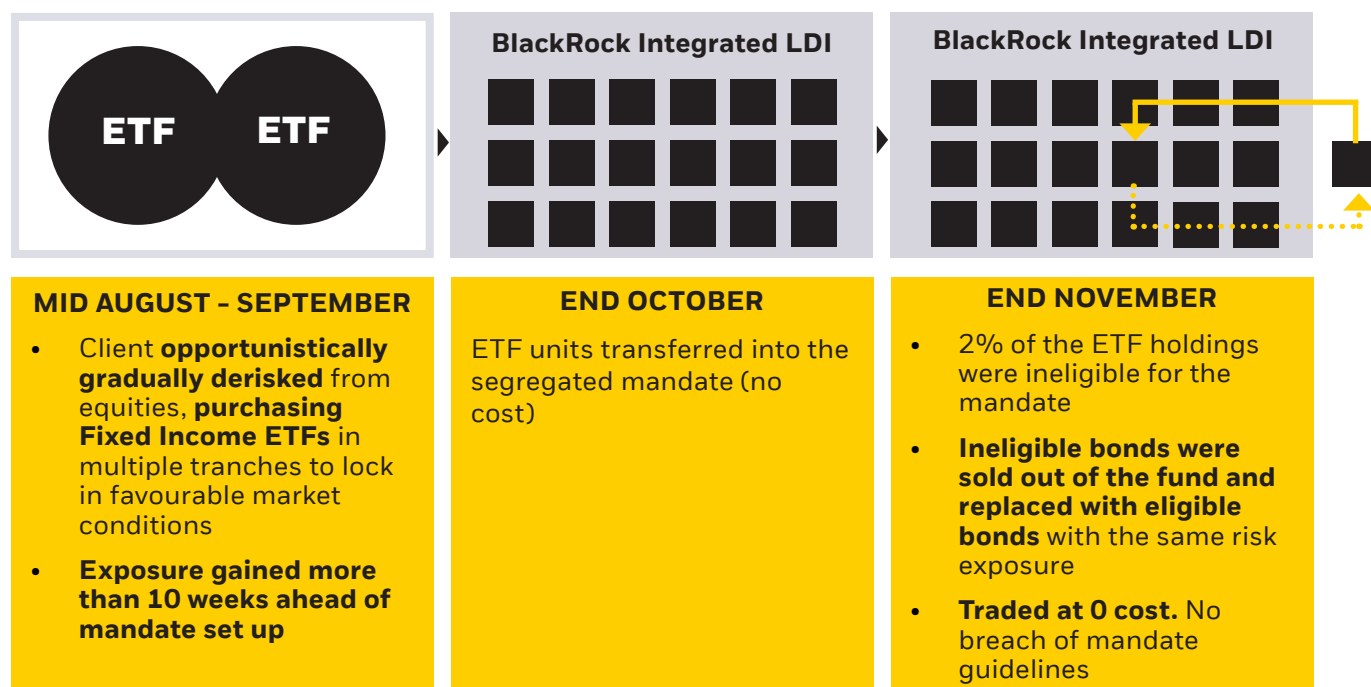 ETF ETF
BlackRock Integrated LDI
BlackRock Integrated LDI
MID AUGUST – SEPTEMBER
• Client opportunistically
gradually derisked from
equities, purchasing
Fixed Income ETFs in
multiple tranches to lock
in favourable market
conditions
• Exposure gained more
than 10 weeks ahead of
mandate set up
END OCTOBER
ETF units transferred into the
segregated mandate (no
cost)
END NOVEMBER
• 2% of the ETF holdings
were ineligible for the
mandate
• Ineligible bonds were
sold out of the fund and
replaced with eligible
bonds with the same risk
exposure
• Traded at 0 cost. No
breach of mandate
guidelines